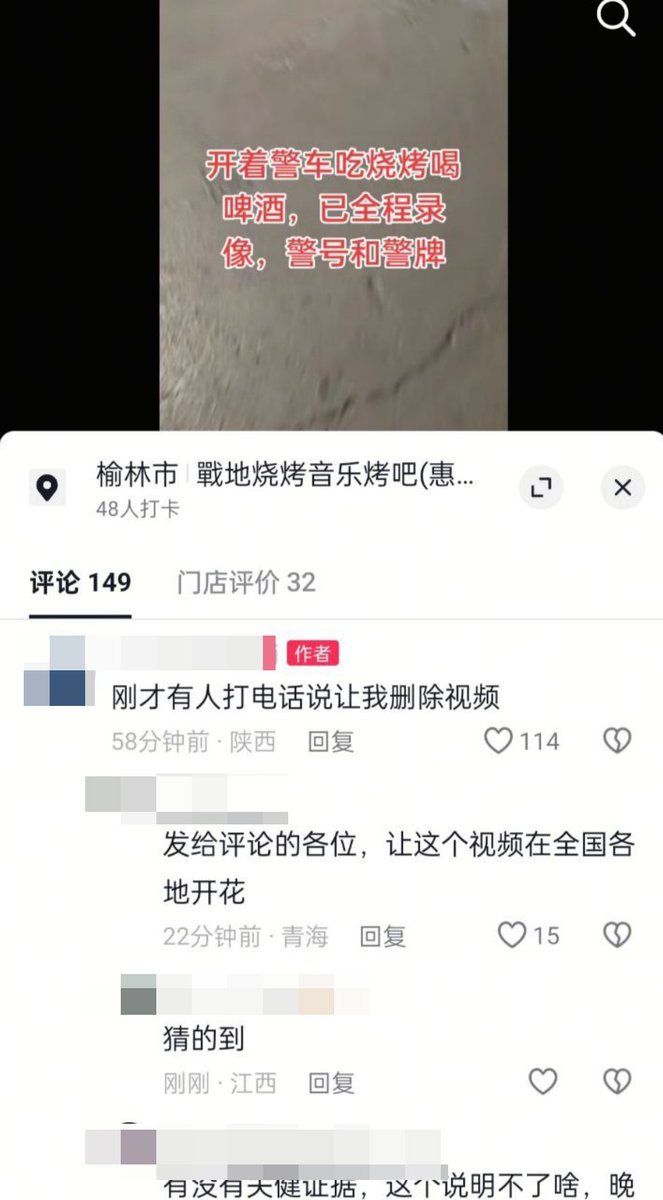 开着警车吃烧烤喝
啤酒，已全程录
像，警号和警牌
榆林市 戰地烧烤音乐烤吧(惠...
48人打卡
评论 149
门店评价 32
作者
刚才有人打电话说让我删除视频
58分钟前 · 陕西 回复 114
发给评论的各位，让这个视频在全国各
地开花
22分钟前 · 青海 回复 15
猜的到
刚刚 · 江西 回复
有没有关健证据，这个说明不了啥，晚